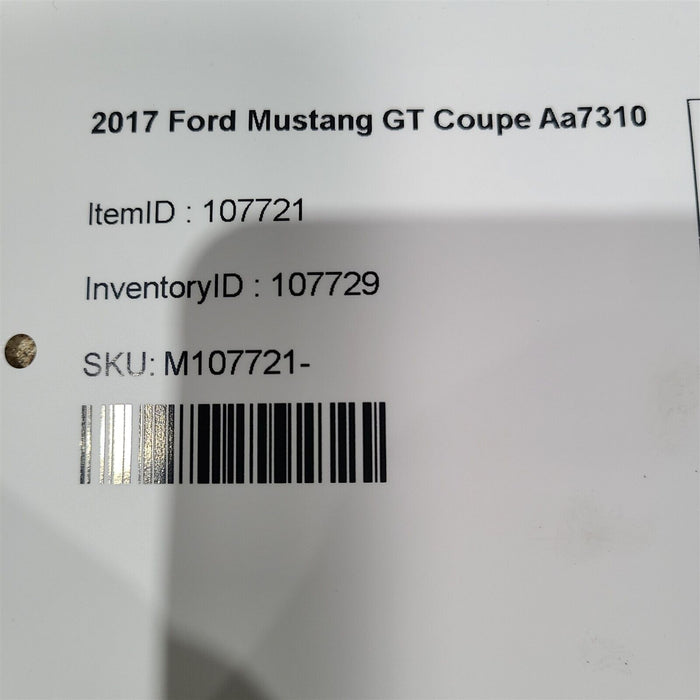 2017 Ford Mustang GT Coupe Aa7310
ItemID : 107721
InventoryID : 107729
SKU: M107721-